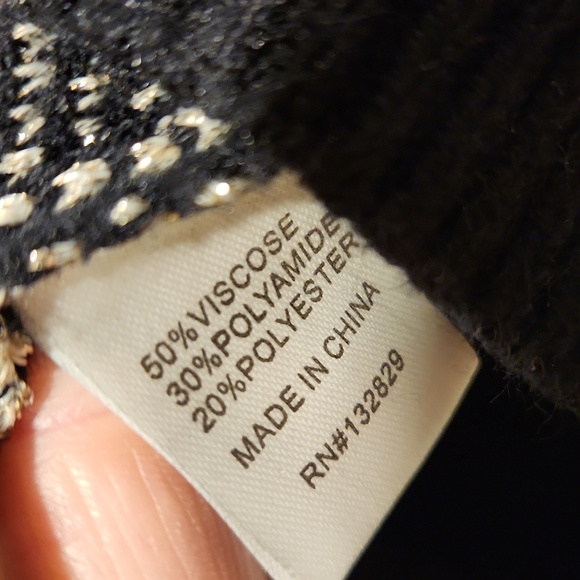 50%VISCOSE
30%POLYAMIDE
20%POLYESTER
MADE IN CHINA
RN#132829